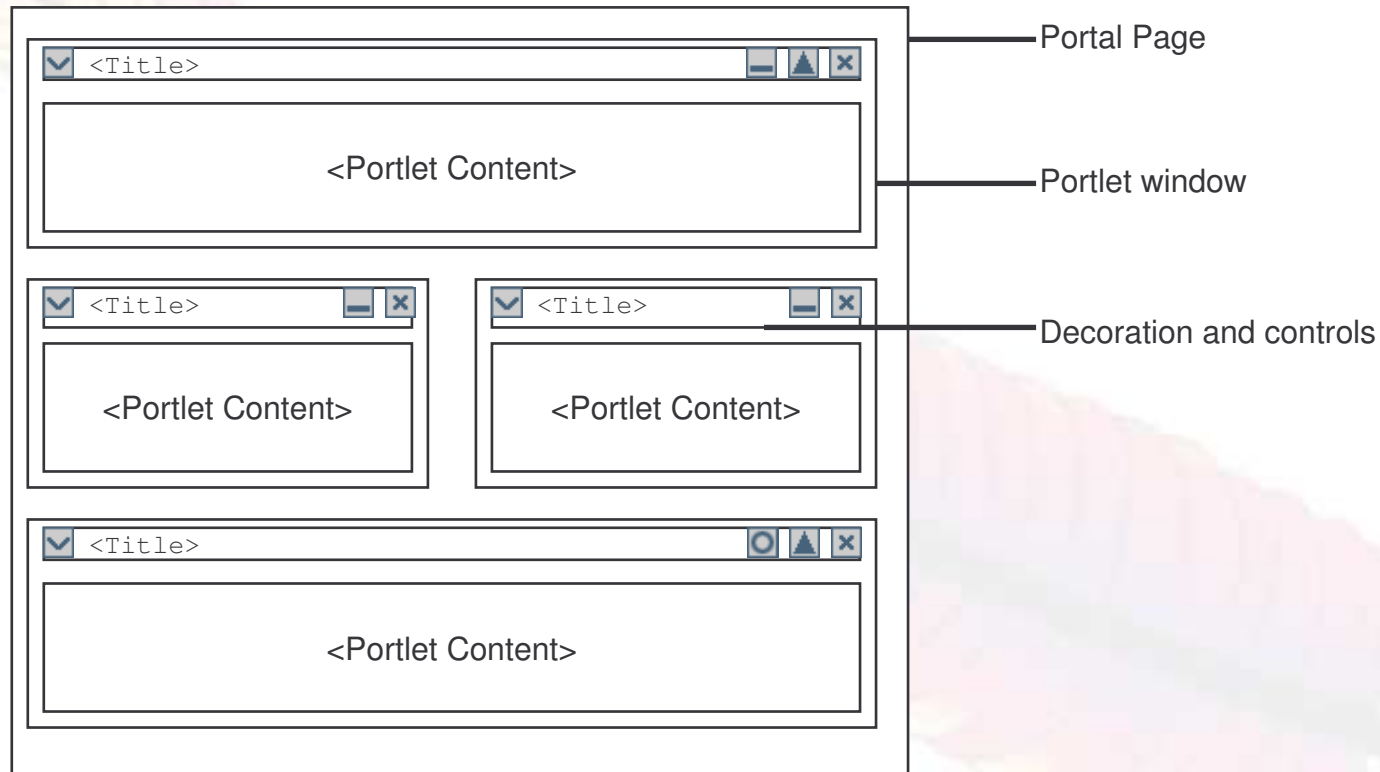 Portal Page
<Title>
<Portlet Content>
Portlet window
<Title>
<Title>
Decoration and controls
<Portlet Content>
<Portlet Content>
<Title>
<Portlet Content>